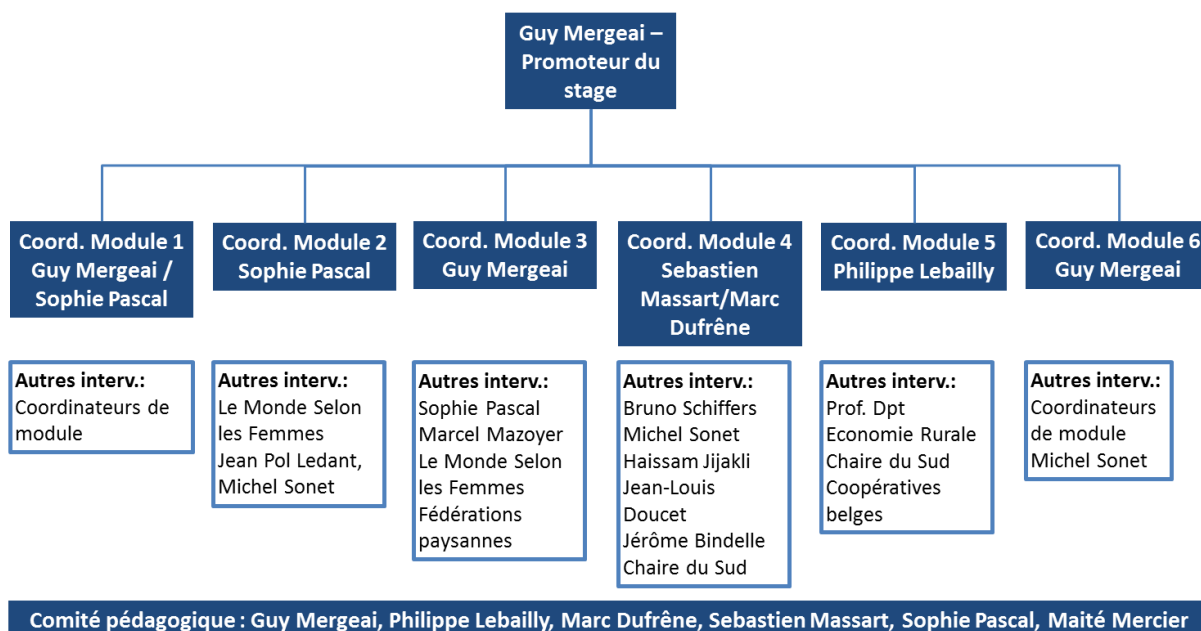 Guy Mergeai –
Promoteur du
stage
Coord. Module 1
Guy Mergeai /
Sophie Pascal
Coord. Module 2
Sophie Pascal
Coord. Module 3
Guy Mergeai
Coord. Module 4
Sebastien
Massart/Marc
Dufrêne
Coord. Module 5
Philippe Lebailly
Coord. Module 6
Guy Mergeai
Autres interv.:
Coordinateurs de
module
Autres interv.:
Le Monde Selon
les Femmes
Jean Pol Ledant,
Michel Sonet
Autres interv.:
Sophie Pascal
Marcel Mazoyer
Le Monde Selon
les Femmes
Fédérations
paysannes
Autres interv.:
Bruno Schiffers
Michel Sonet
Haissam Jijakli
Jean-Louis
Doucet
Jérôme Bindelle
Chaire du Sud
Autres interv.:
Prof. Dpt
Economie Rurale
Chaire du Sud
Coopératives
belges
Autres interv.:
Coordinateurs
de module
Michel Sonet
Comité pédagogique : Guy Mergeai, Philippe Lebailly, Marc Dufrêne, Sebastien Massart, Sophie Pascal, Maité Mercier